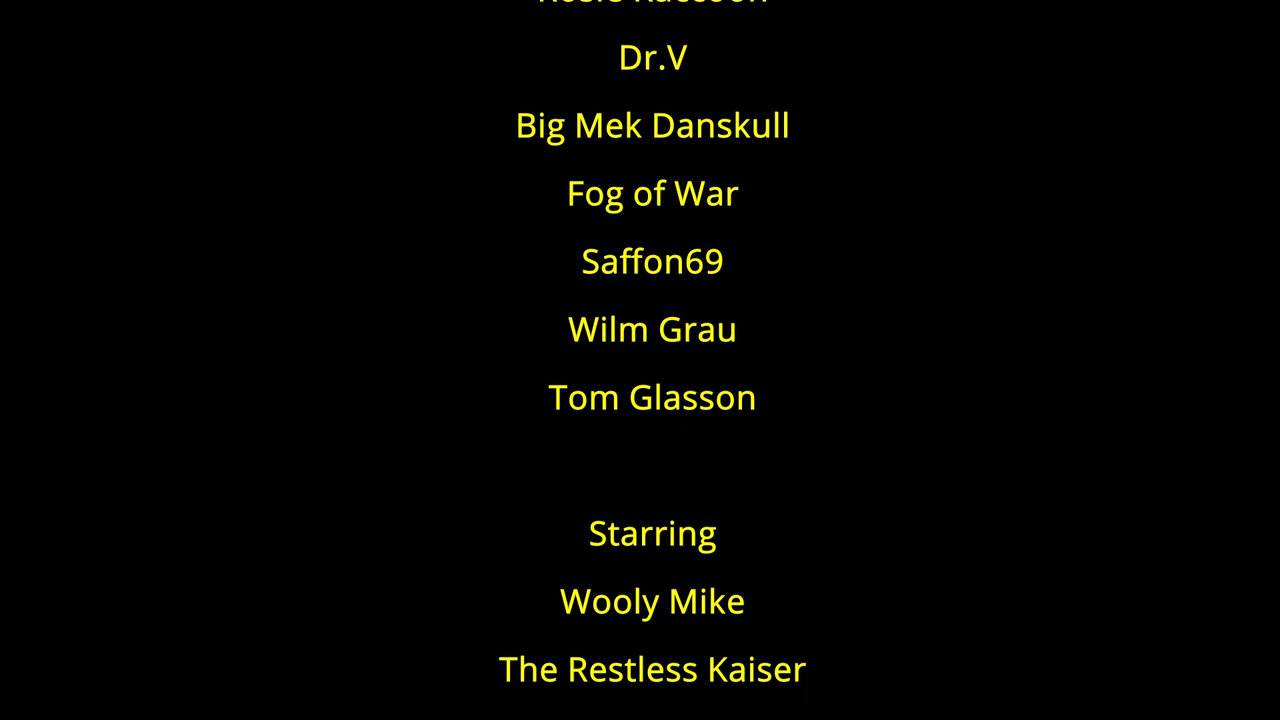 Dr.V
Big Mek Danskull
Fog of War
Saffon69
Wilm Grau
Tom Glasson
Starring
Wooly Mike
The Restless Kaiser